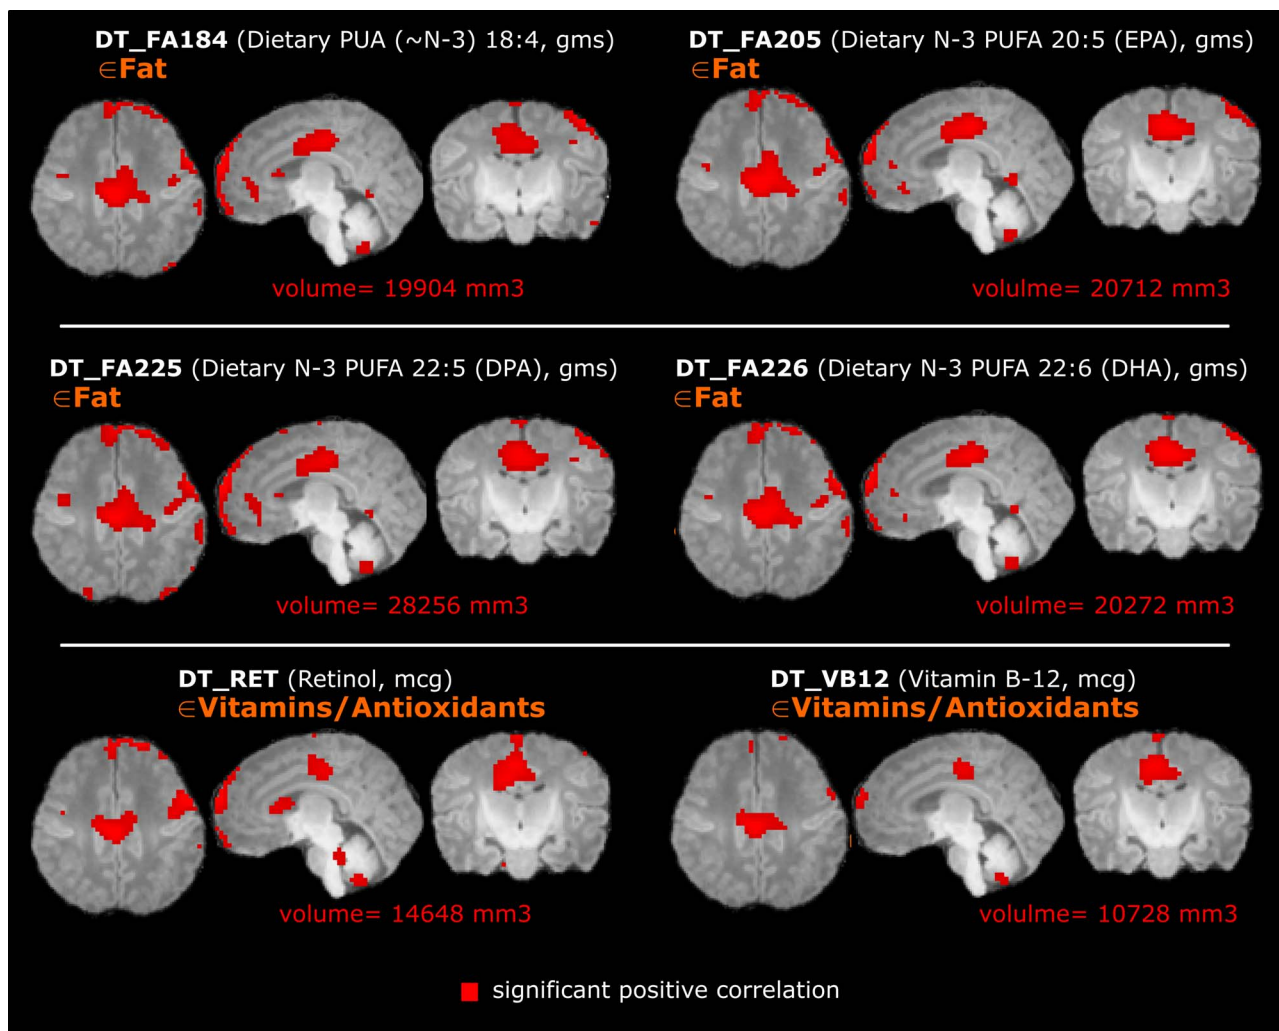 DT_FA184 (Dietary PUA (~N-3) 18:4, gms)
∈Fat
volume= 19904 mm3
DT_FA205 (Dietary N-3 PUFA 20:5 (EPA), gms)
∈Fat
volulme= 20712 mm3
DT_FA225 (Dietary N-3 PUFA 22:5 (DPA), gms)
∈Fat
volume= 28256 mm3
DT_FA226 (Dietary N-3 PUFA 22:6 (DHA), gms)
∈Fat
volulme= 20272 mm3
DT_RET (Retinol, mcg)
∈Vitamins/Antioxidants
volume= 14648 mm3
DT_VB12 (Vitamin B-12, mcg)
∈Vitamins/Antioxidants
volulme= 10728 mm3
significant positive correlation